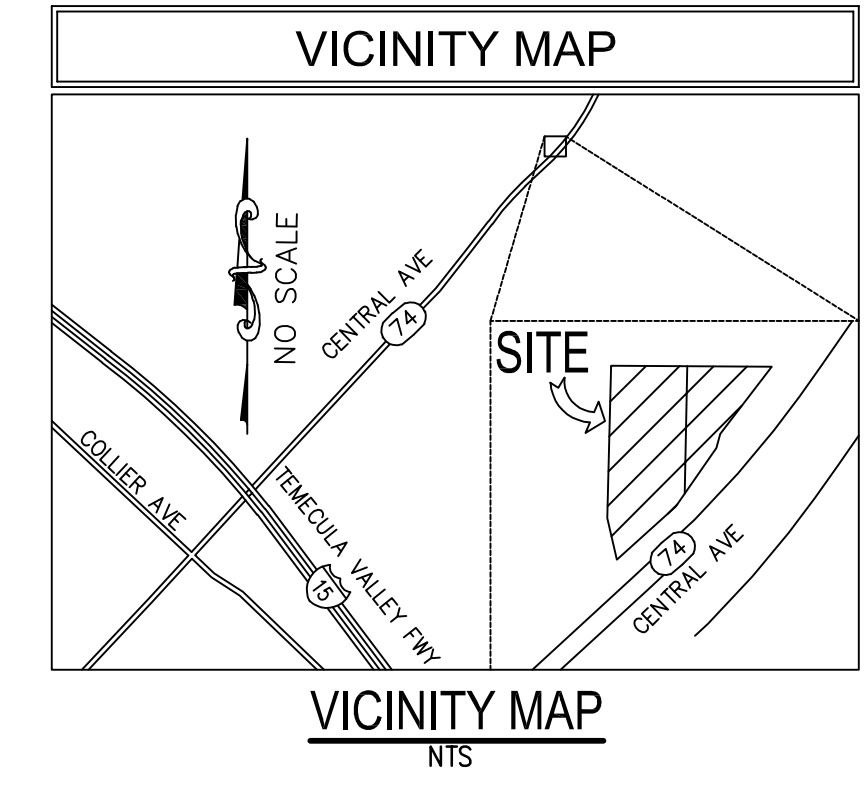 VICINITY MAP
NO SCALE
CENTRAL AVE
74
SITE
COLLIER AVE
TEMECULA VALLEY FWY
15
74
CENTRAL AVE
VICINITY MAP
NTS